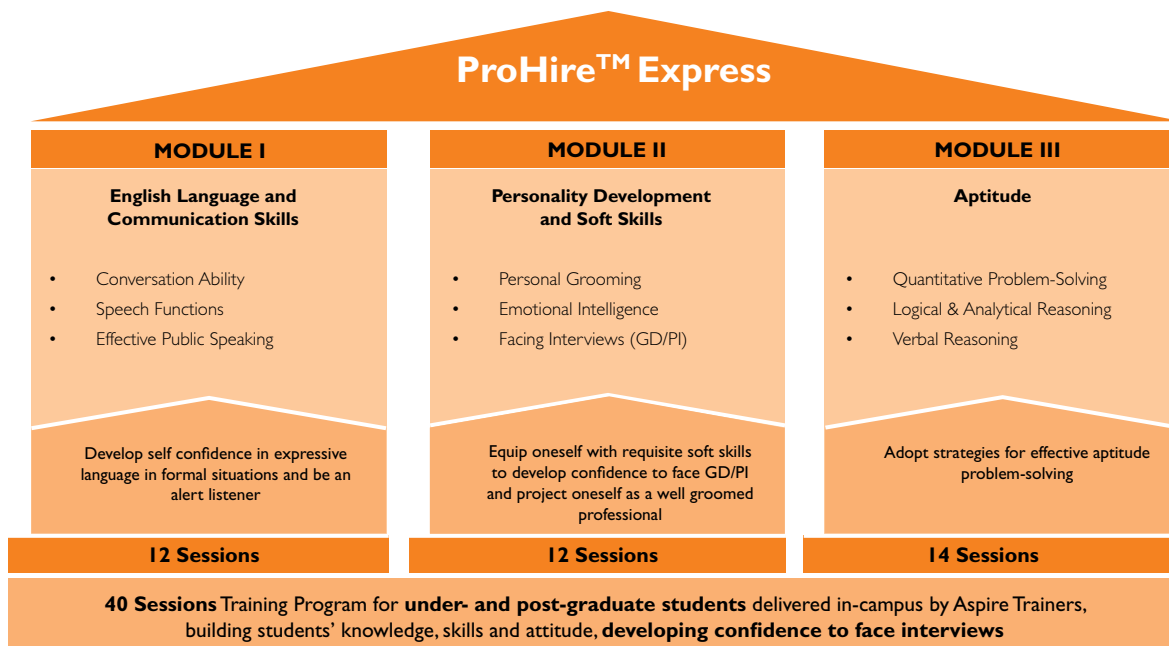 ProHire™ Express
MODULE I
English Language and
Communication Skills
• Conversation Ability
• Speech Functions
• Effective Public Speaking
Develop self confidence in expressive
language in formal situations and be an
alert listener
12 Sessions
MODULE II
Personality Development
and Soft Skills
• Personal Grooming
• Emotional Intelligence
• Facing Interviews (GD/PI)
Equip oneself with requisite soft skills
to develop confidence to face GD/PI
and project oneself as a well groomed
professional
12 Sessions
MODULE III
Aptitude
• Quantitative Problem-Solving
• Logical & Analytical Reasoning
• Verbal Reasoning
Adopt strategies for effective aptitude
problem-solving
14 Sessions
40 Sessions Training Program for under- and post-graduate students delivered in-campus by Aspire Trainers,
building students’ knowledge, skills and attitude, developing confidence to face interviews